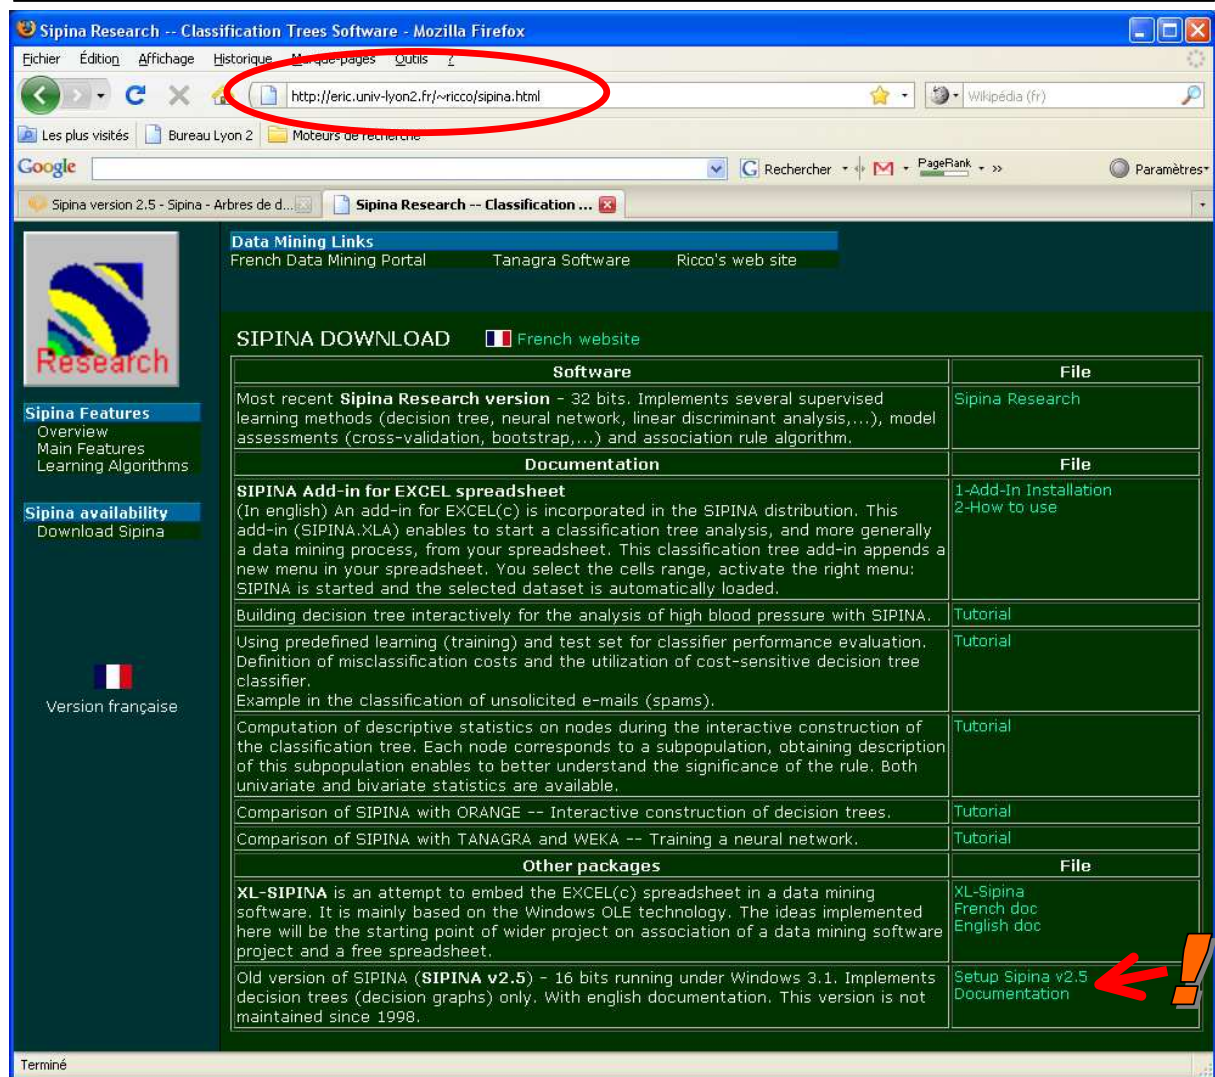 Sipina Research -- Classification Trees Software - Mozilla Firefox
Fichier Édition Affichage Historique Marque-pages Outils ?
http://eric.univ-lyon2.fr/~ricco/sipina.html Wikipédia (fr)
Les plus visités Bureau Lyon 2 Moteurs de recherche
Google G Rechercher PageRank » Paramètres
Sipina version 2.5 - Sipina - Arbres de d... Sipina Research -- Classification ...
Research
Data Mining Links
French Data Mining Portal Tanagra Software Ricco's web site
Sipina Features
Overview
Main Features
Learning Algorithms
Sipina availability
Download Sipina
Version française
SIPINA DOWNLOAD French website
Software File
Most recent Sipina Research version - 32 bits. Implements several supervised
learning methods (decision tree, neural network, linear discriminant analysis,...), model
assessments (cross-validation, bootstrap,...) and association rule algorithm.
Sipina Research
Documentation File
SIPINA Add-in for EXCEL spreadsheet
(In english) An add-in for EXCEL(c) is incorporated in the SIPINA distribution. This
add-in (SIPINA.XLA) enables to start a classification tree analysis, and more generally
a data mining process, from your spreadsheet. This classification tree add-in appends a
new menu in your spreadsheet. You select the cells range, activate the right menu:
SIPINA is started and the selected dataset is automatically loaded.
1-Add-In Installation
2-How to use
Building decision tree interactively for the analysis of high blood pressure with SIPINA. Tutorial
Using predefined learning (training) and test set for classifier performance evaluation.
Definition of misclassification costs and the utilization of cost-sensitive decision tree
classifier.
Example in the classification of unsolicited e-mails (spams).
Tutorial
Computation of descriptive statistics on nodes during the interactive construction of
the classification tree. Each node corresponds to a subpopulation, obtaining description
of this subpopulation enables to better understand the significance of the rule. Both
univariate and bivariate statistics are available.
Tutorial
Comparison of SIPINA with ORANGE -- Interactive construction of decision trees. Tutorial
Comparison of SIPINA with TANAGRA and WEKA -- Training a neural network. Tutorial
Other packages File
XL-SIPINA is an attempt to embed the EXCEL(c) spreadsheet in a data mining
software. It is mainly based on the Windows OLE technology. The ideas implemented
here will be the starting point of wider project on association of a data mining software
project and a free spreadsheet.
XL-Sipina
French doc
English doc
Old version of SIPINA (SIPINA v2.5) - 16 bits running under Windows 3.1. Implements
decision trees (decision graphs) only. With english documentation. This version is not
maintained since 1998.
Setup Sipina v2.5
Documentation
!
Terminé